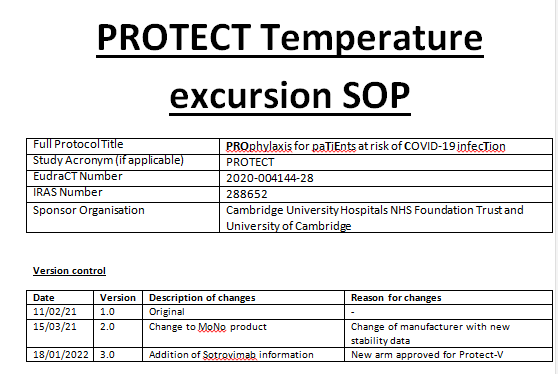 PROTECT Temperature
excursion SOP
Full Protocol Title PROphylaxis for paTiEnts at risk of COVID-19 infecTion
Study Acronym (if applicable) PROTECT
EudraCT Number 2020-004144-28
IRAS Number 288652
Sponsor Organisation Cambridge University Hospitals NHS Foundation Trust and
University of Cambridge
Version control
Date Version Description of changes Reason for changes
11/02/21 1.0 Original -
15/03/21 2.0 Change to MoNo product Change of manufacturer with new
stability data
18/01/2022 3.0 Addition of Sotrovimab information New arm approved for Protect-V